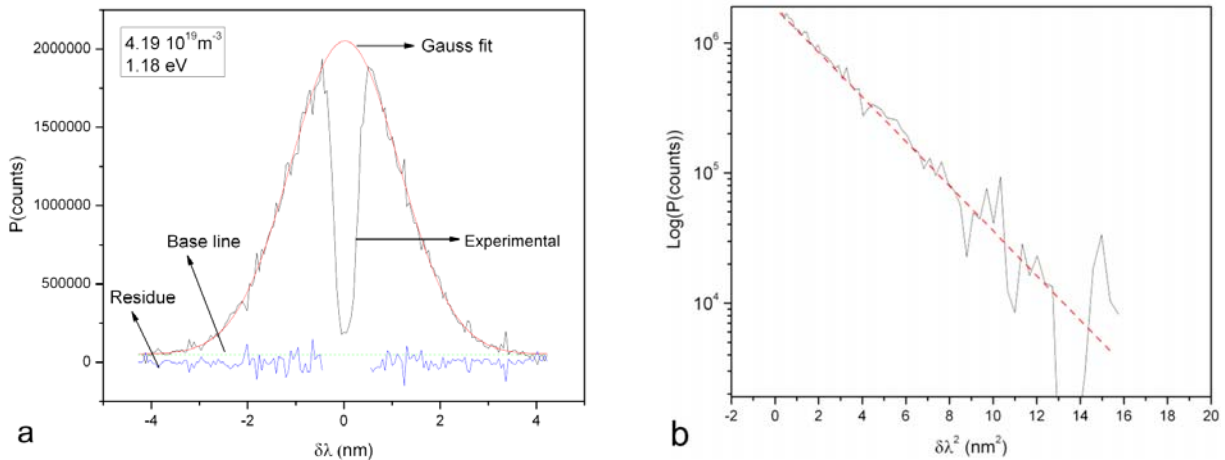 4.19 10¹⁹m⁻³
1.18 eV
Gauss fit
Base line
Experimental
Residue
P(counts)
2000000
1500000
1000000
500000
0
-4 -2 0 2 4
δλ (nm)
a
Log(P(counts))
10⁶
10⁵
10⁴
-2 0 2 4 6 8 10 12 14 16 18 20
δλ² (nm²)
b